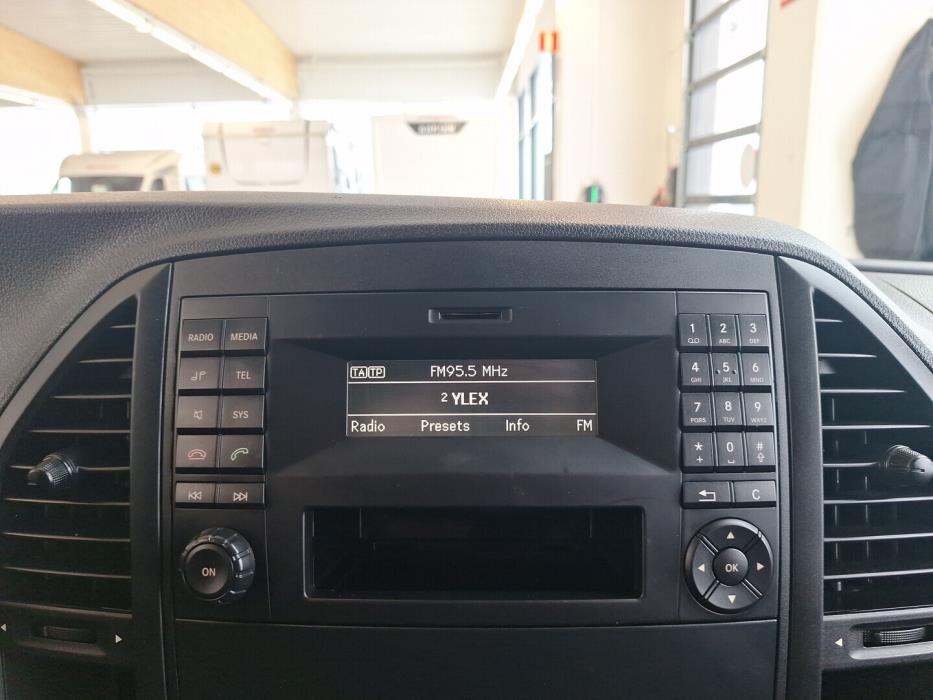 RADIO MEDIA
TEL
SYS
ON
TA TP FM95.5 MHz
2 YLEX
Radio Presets Info FM
1 2 ABC 3 DEF
4 GHI 5 JKL 6 MNO
7 PQRS 8 TUV 9 WXYZ
* + 0 #
C
OK